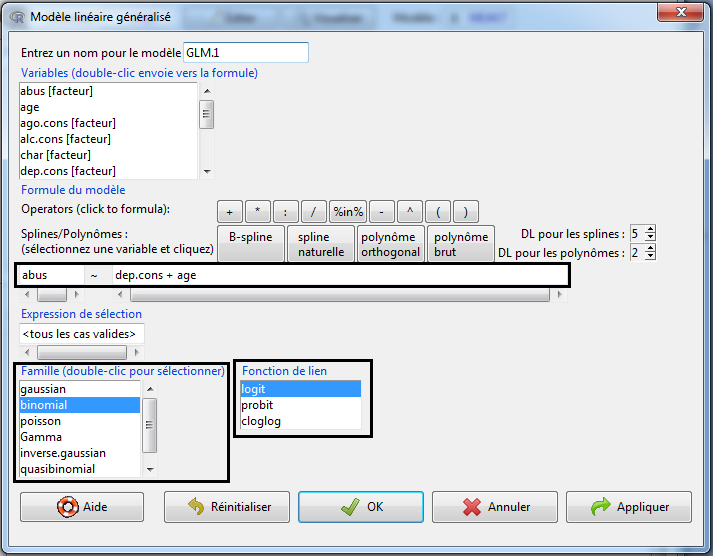 Modèle linéaire généralisé
Entrez un nom pour le modèle GLM.1
Variables (double-clic envoie vers la formule)
abus [facteur]
age
ago.cons [facteur]
alc.cons [facteur]
char [facteur]
dep.cons [facteur]
Formule du modèle
Operators (click to formula): + * : / %in% - ^ ( )
Splines/Polynômes :
(sélectionnez une variable et cliquez)
B-spline
spline
naturelle
polynôme
orthogonal
polynôme
brut
DL pour les splines : 5
DL pour les polynômes : 2
abus ~ dep.cons + age
Expression de sélection
<tous les cas valides>
Famille (double-clic pour sélectionner)
gaussian
binomial
poisson
Gamma
inverse.gaussian
quasibinomial
Fonction de lien
logit
probit
cloglog
Aide Réinitialiser OK Annuler Appliquer